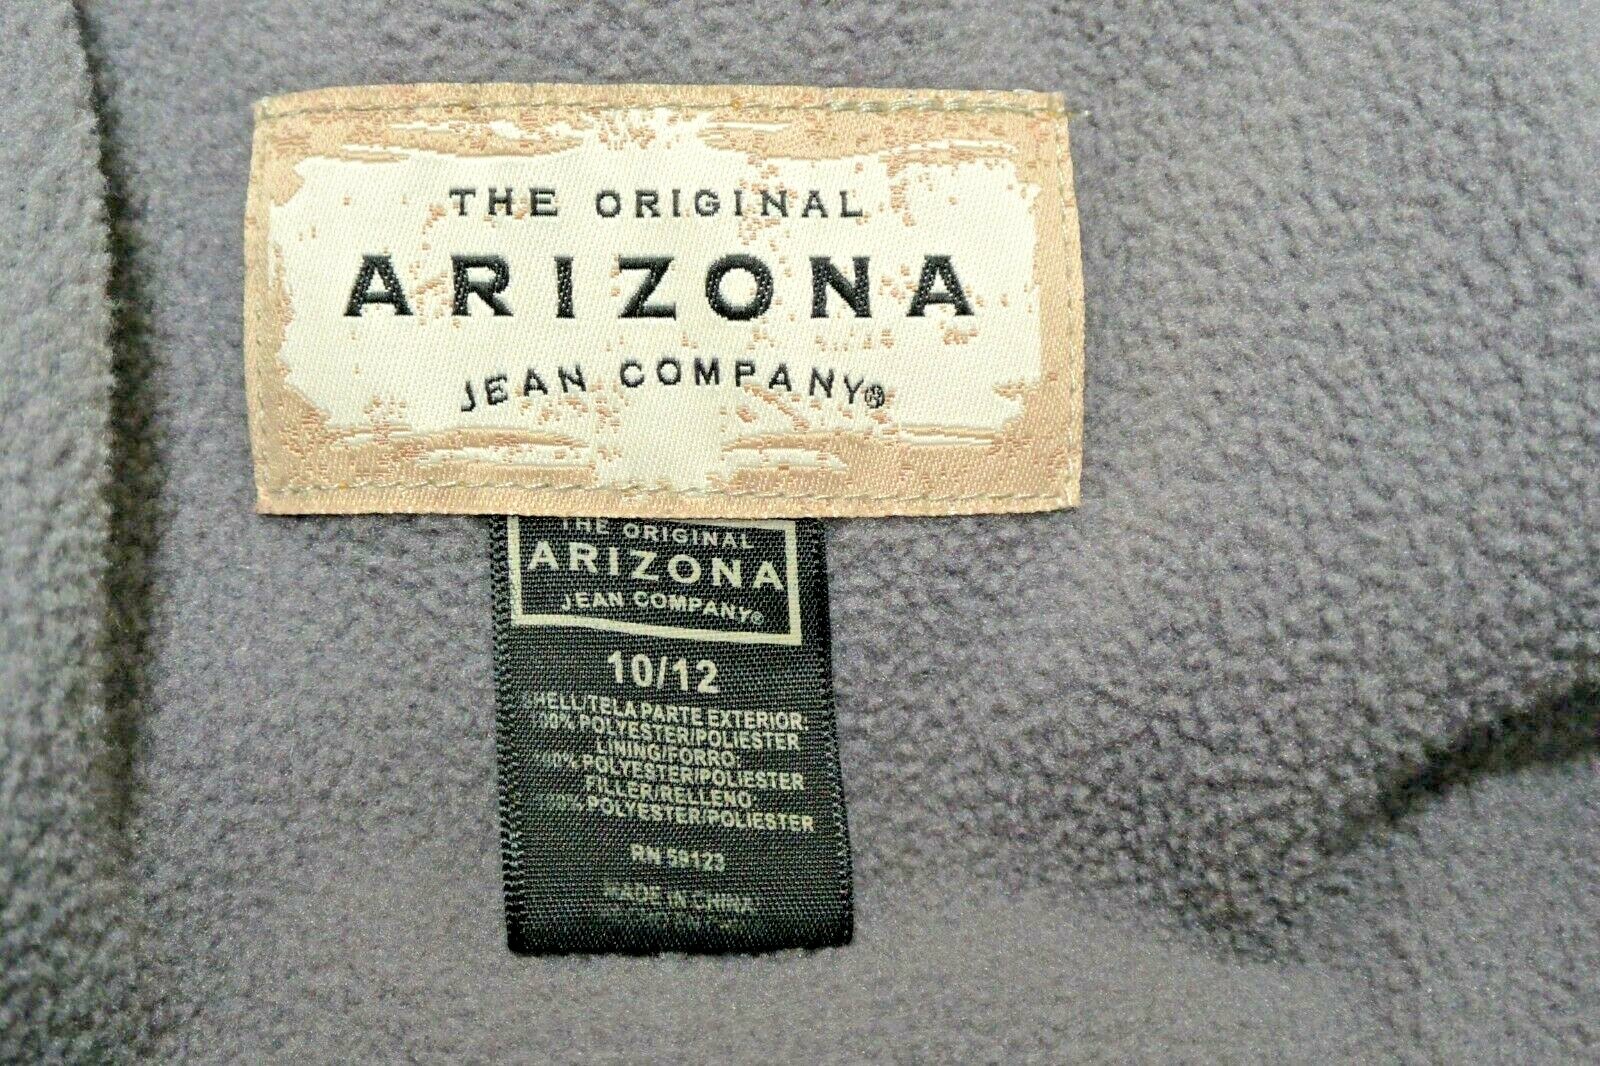 THE ORIGINAL
ARIZONA
JEAN COMPANY®
THE ORIGINAL
ARIZONA
JEAN COMPANY®
10/12
SHELL/TELA PARTE EXTERIOR:
100% POLYESTER/POLIESTER
LINING/FORRO:
100% POLYESTER/POLIESTER
FILLER/RELLENO:
100% POLYESTER/POLIESTER
RN 59123
MADE IN CHINA